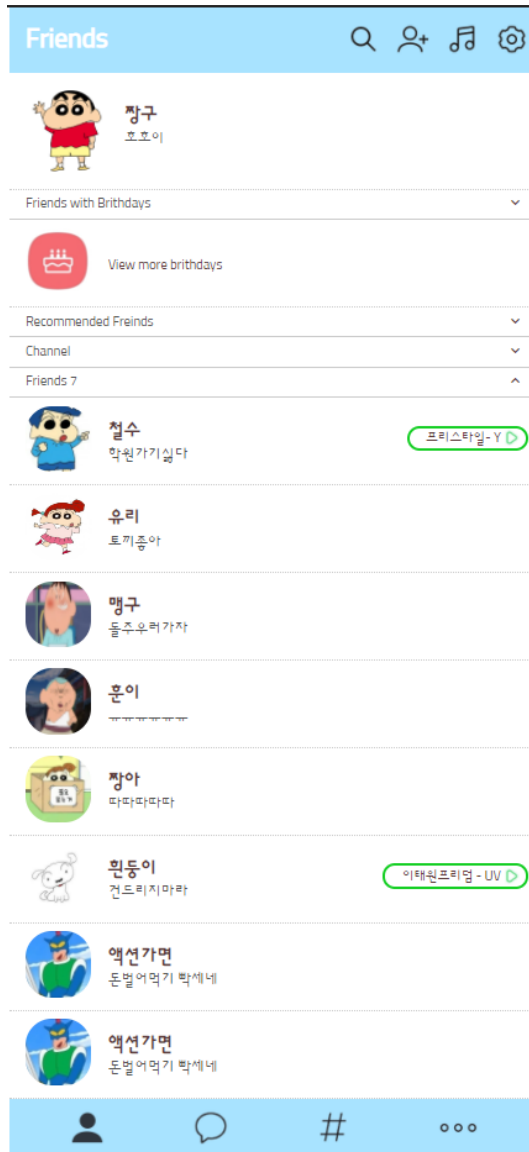 Friends
짱구
호호이
Friends with Brithdays
View more brithdays
Recommended Freinds
Channel
Friends 7
철수
학원가기싫다
프리스타일- Y
유리
토끼좋아
맹구
돌주우러가자
훈이
ㅠㅠㅠㅠㅠㅠ
짱아
따따따따따
흰둥이
건드리지마라
이태원프리덤 - UV
액션가면
돈벌어먹기 빡세네
액션가면
돈벌어먹기 빡세네